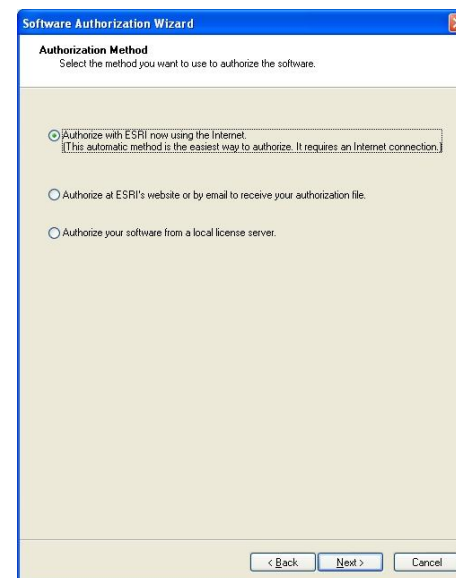 Software Authorization Wizard
Authorization Method
Select the method you want to use to authorize the software.
Authorize with ESRI now using the Internet.
(This automatic method is the easiest way to authorize. It requires an Internet connection.)
Authorize at ESRI's website or by email to receive your authorization file.
Authorize your software from a local license server.
< Back Next > Cancel